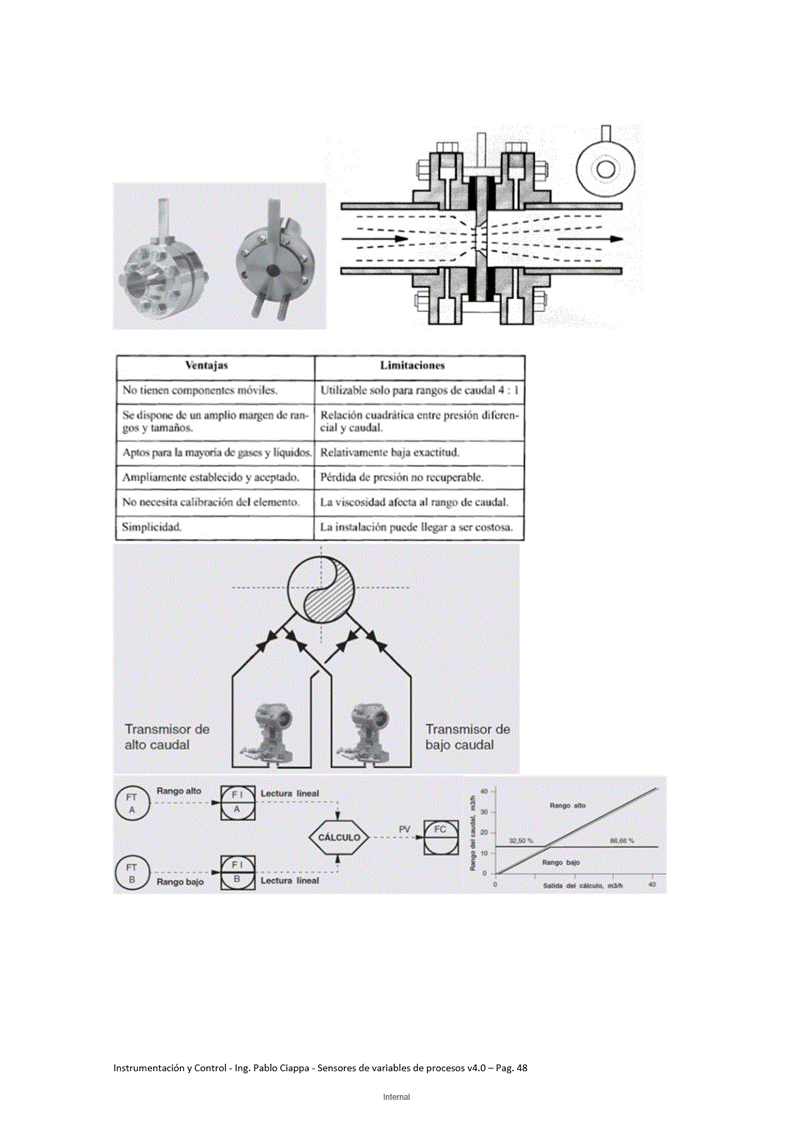 Ventajas
Limitaciones
No tienen componentes móviles.
Utilizable solo para rangos de caudal 4 : 1
Se dispone de un amplio margen de ran-
gos y tamaños.
Relación cuadrática entre presión diferen-
cial y caudal.
Aptos para la mayoría de gases y líquidos.
Relativamente baja exactitud.
Ampliamente establecido y aceptado.
Pérdida de presión no recuperable.
No necesita calibración del elemento.
La viscosidad afecta al rango de caudal.
Simplicidad.
La instalación puede llegar a ser costosa.
Transmisor de
alto caudal
Transmisor de
bajo caudal
FT
A
Rango alto
F I
A
Lectura lineal
CÁLCULO
PV
FC
FT
B
Rango bajo
F I
B
Lectura lineal
Rango del caudal, m3/h
40
30
20
10
0
Rango alto
32,50 %
86,66 %
Rango bajo
0
Salida del cálculo, m3/h
40
Instrumentación y Control - Ing. Pablo Ciappa - Sensores de variables de procesos v4.0 – Pag. 48
Internal